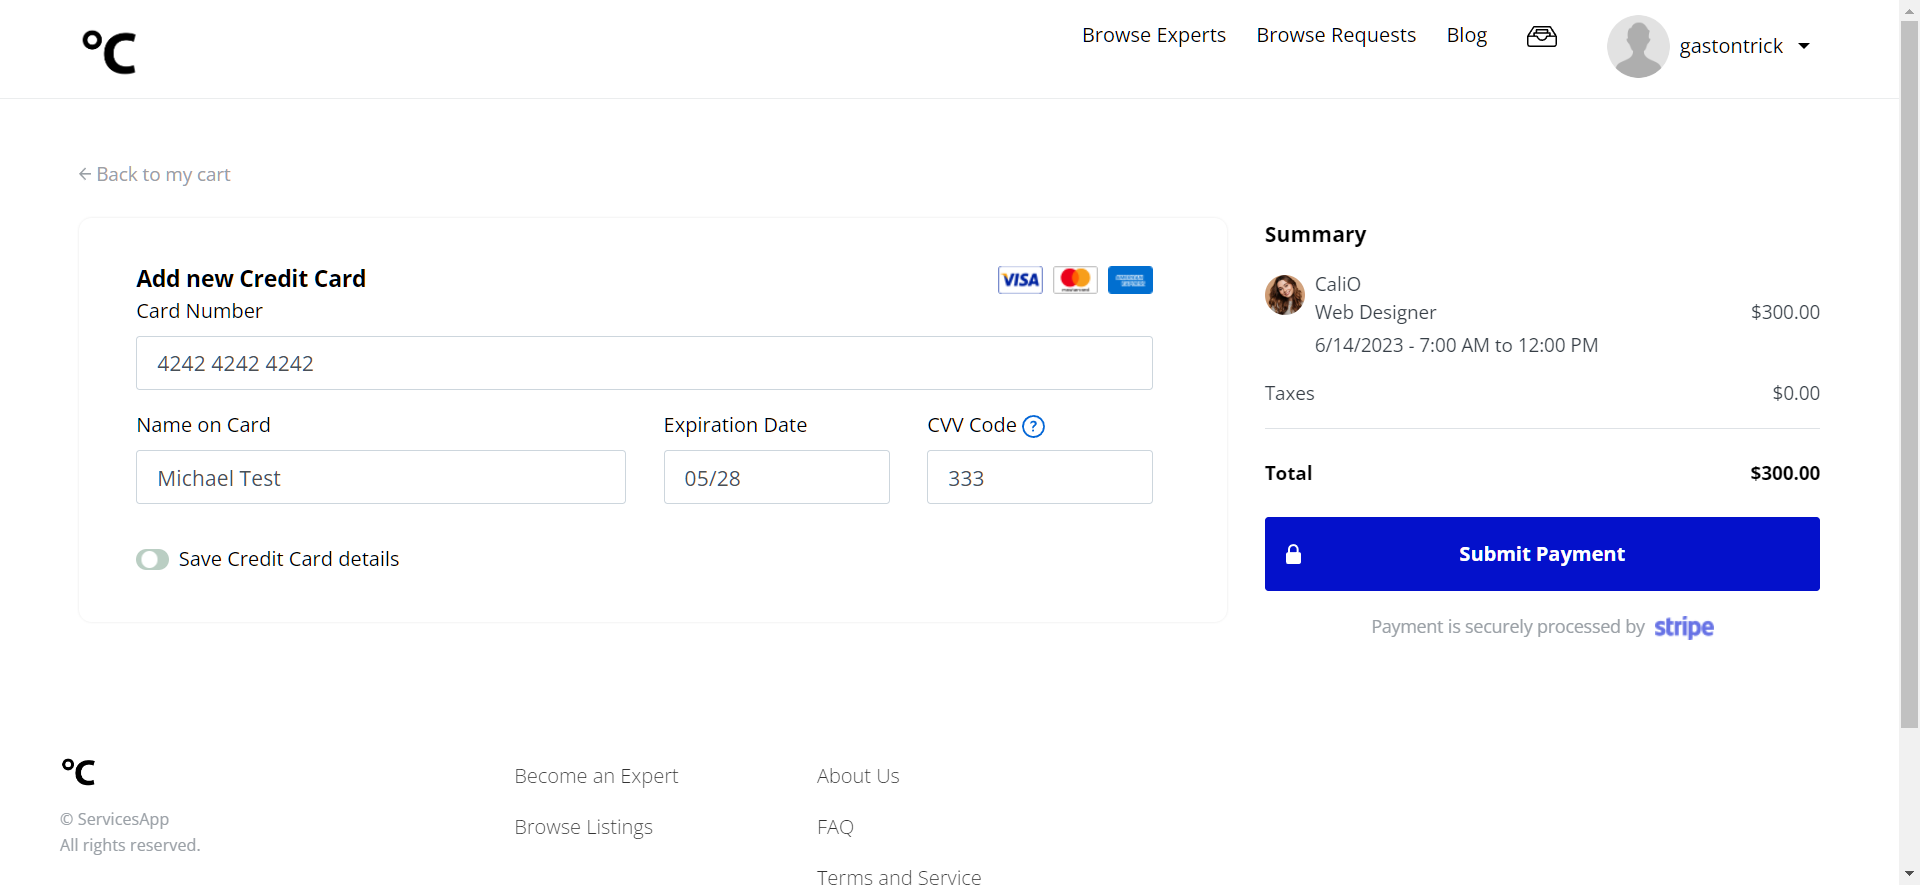 °C
Browse Experts
Browse Requests
Blog
gastontrick
Back to my cart
Add new Credit Card
VISA
Card Number
4242 4242 4242
Name on Card
Expiration Date
CVV Code ?
Michael Test
05/28
333
Save Credit Card details
Summary
CaliO
Web Designer
$300.00
6/14/2023 - 7:00 AM to 12:00 PM
Taxes
$0.00
Total
$300.00
Submit Payment
Payment is securely processed by stripe
°C
© ServicesApp
All rights reserved.
Become an Expert
Browse Listings
About Us
FAQ
Terms and Service